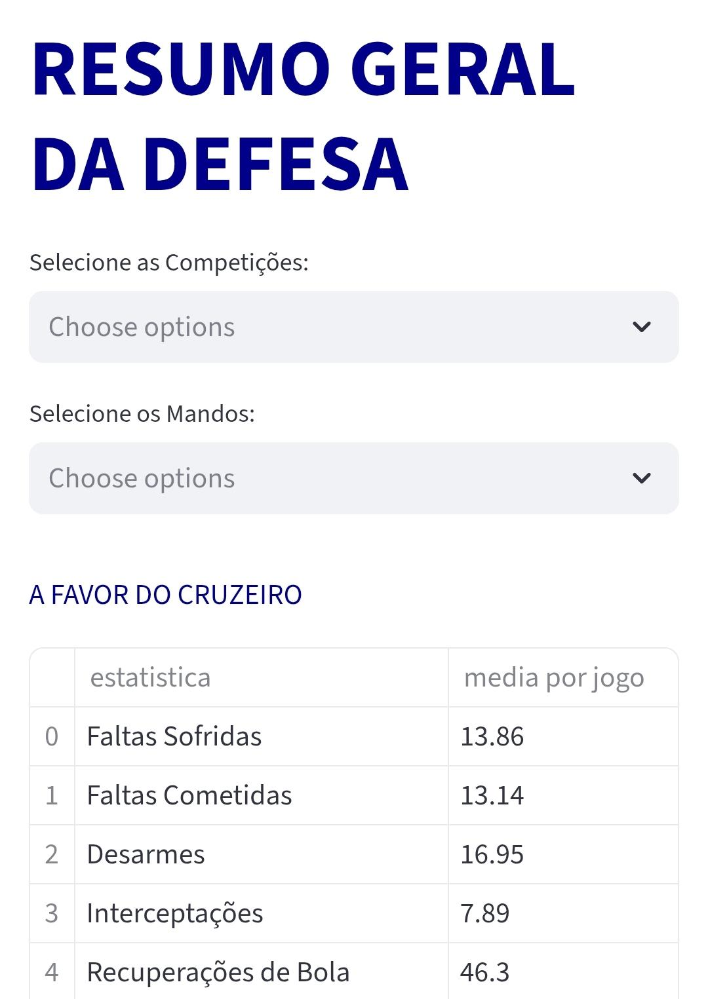 RESUMO GERAL
DA DEFESA
Selecione as Competições:
Choose options
Selecione os Mandos:
Choose options
A FAVOR DO CRUZEIRO
estatistica media por jogo
0 Faltas Sofridas 13.86
1 Faltas Cometidas 13.14
2 Desarmes 16.95
3 Interceptações 7.89
4 Recuperações de Bola 46.3